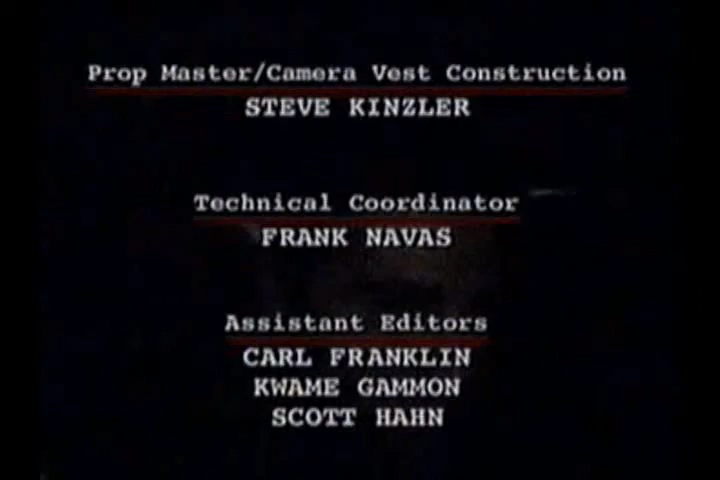 Prop Master/Camera Vest Construction
STEVE KINZLER
Technical Coordinator
FRANK NAVAS
Assistant Editors
CARL FRANKLIN
KWAME GAMMON
SCOTT HAHN